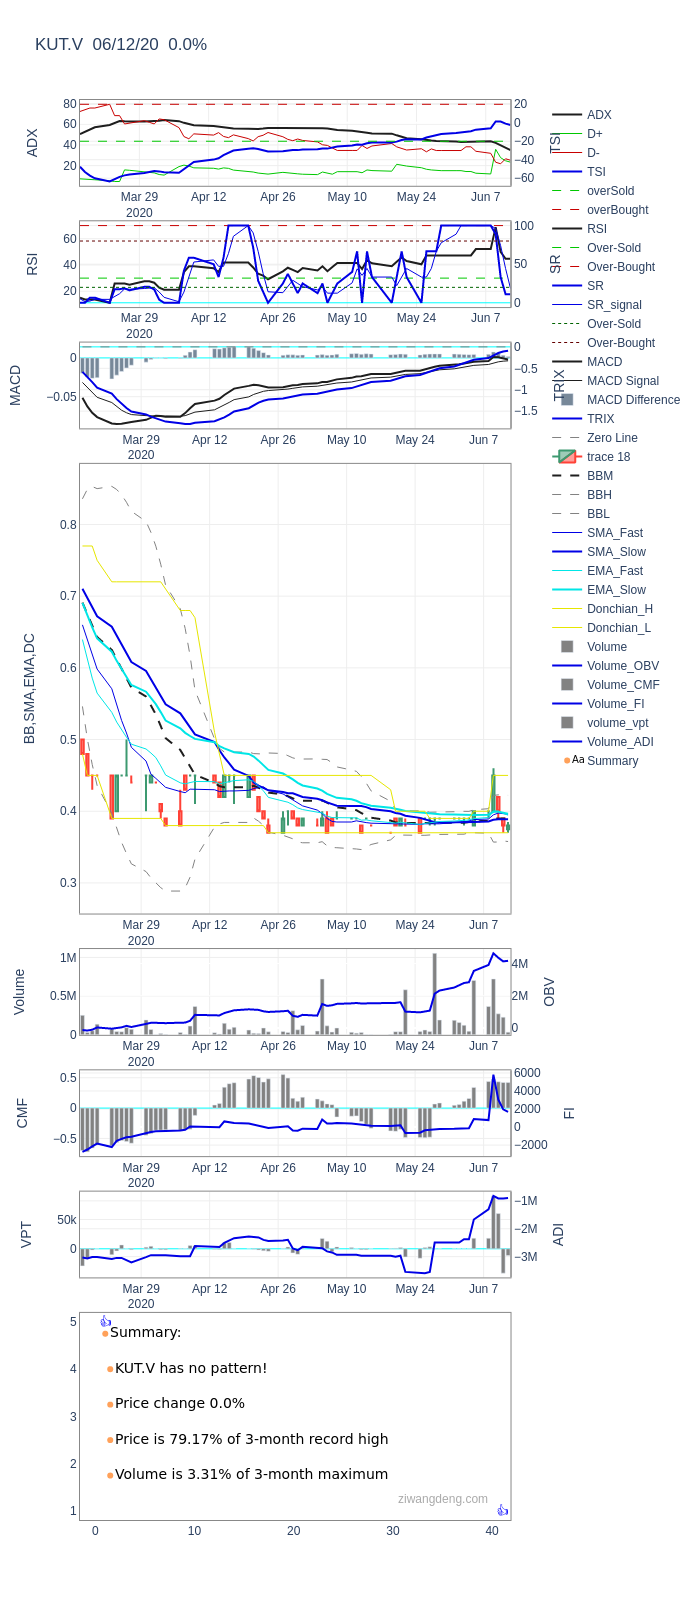 KUT.V  06/12/20  0.0%
ADX
80
60
40
20
20
0
−20
−40
−60
TSI
Mar 29
2020
Apr 12
Apr 26
May 10
May 24
Jun 7
RSI
60
40
20
100
50
0
SR
Mar 29
2020
Apr 12
Apr 26
May 10
May 24
Jun 7
MACD
0
−0.05
0
−0.5
−1
−1.5
TRIX
Mar 29
2020
Apr 12
Apr 26
May 10
May 24
Jun 7
BB,SMA,EMA,DC
0.8
0.7
0.6
0.5
0.4
0.3
Mar 29
2020
Apr 12
Apr 26
May 10
May 24
Jun 7
Volume
1M
0.5M
0
4M
2M
0
OBV
Mar 29
2020
Apr 12
Apr 26
May 10
May 24
Jun 7
CMF
0.5
0
−0.5
6000
4000
2000
0
−2000
FI
Mar 29
2020
Apr 12
Apr 26
May 10
May 24
Jun 7
VPT
50k
0
−1M
−2M
−3M
ADI
Mar 29
2020
Apr 12
Apr 26
May 10
May 24
Jun 7
5
4
3
2
1
0
10
20
30
40
👍
Summary:
KUT.V has no pattern!
Price change 0.0%
Price is 79.17% of 3-month record high
Volume is 3.31% of 3-month maximum
ziwangdeng.com
👍
ADX
D+
D-
TSI
overSold
overBought
RSI
Over-Sold
Over-Bought
SR
SR_signal
Over-Sold
Over-Bought
MACD
MACD Signal
MACD Difference
TRIX
Zero Line
trace 18
BBM
BBH
BBL
SMA_Fast
SMA_Slow
EMA_Fast
EMA_Slow
Donchian_H
Donchian_L
Volume
Volume_OBV
Volume_CMF
Volume_FI
volume_vpt
Volume_ADI
Aa Summary